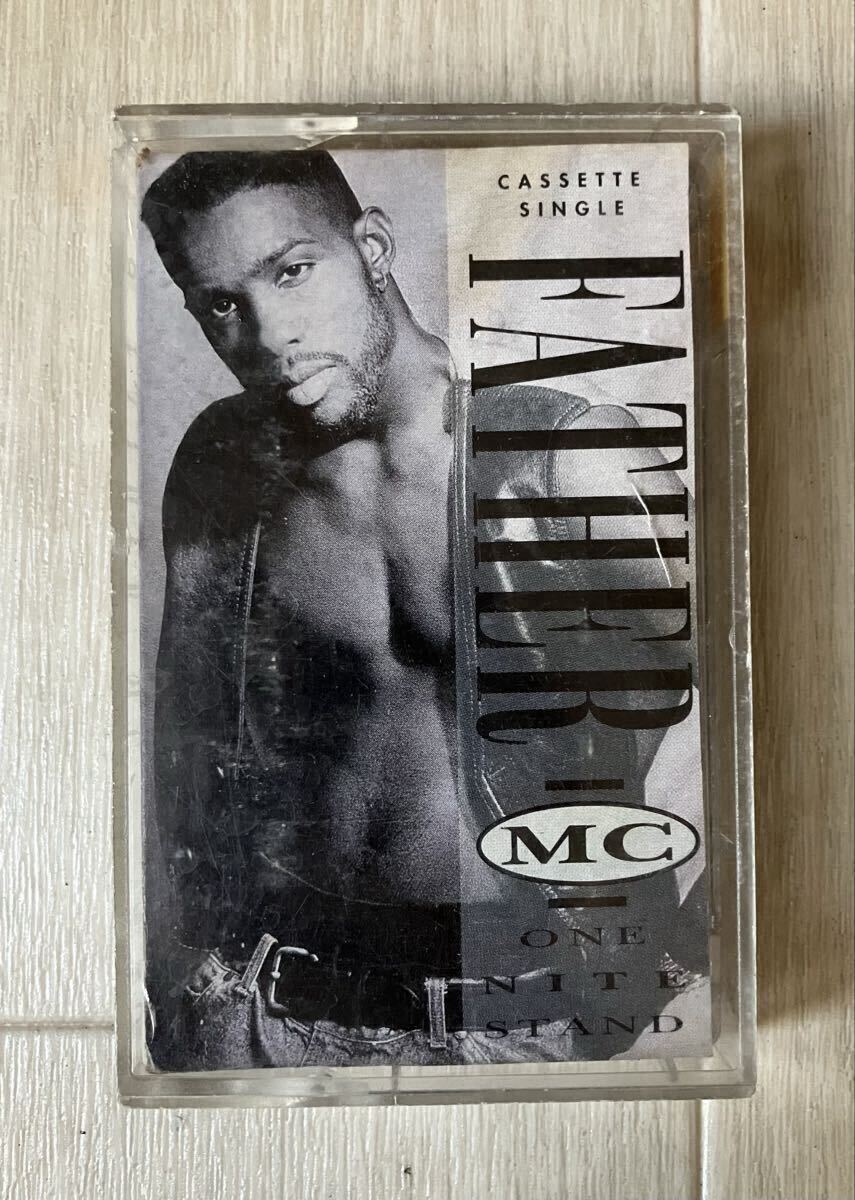 CASSETTE
SINGLE
FATHER
MC
ONE
NITE
STAND